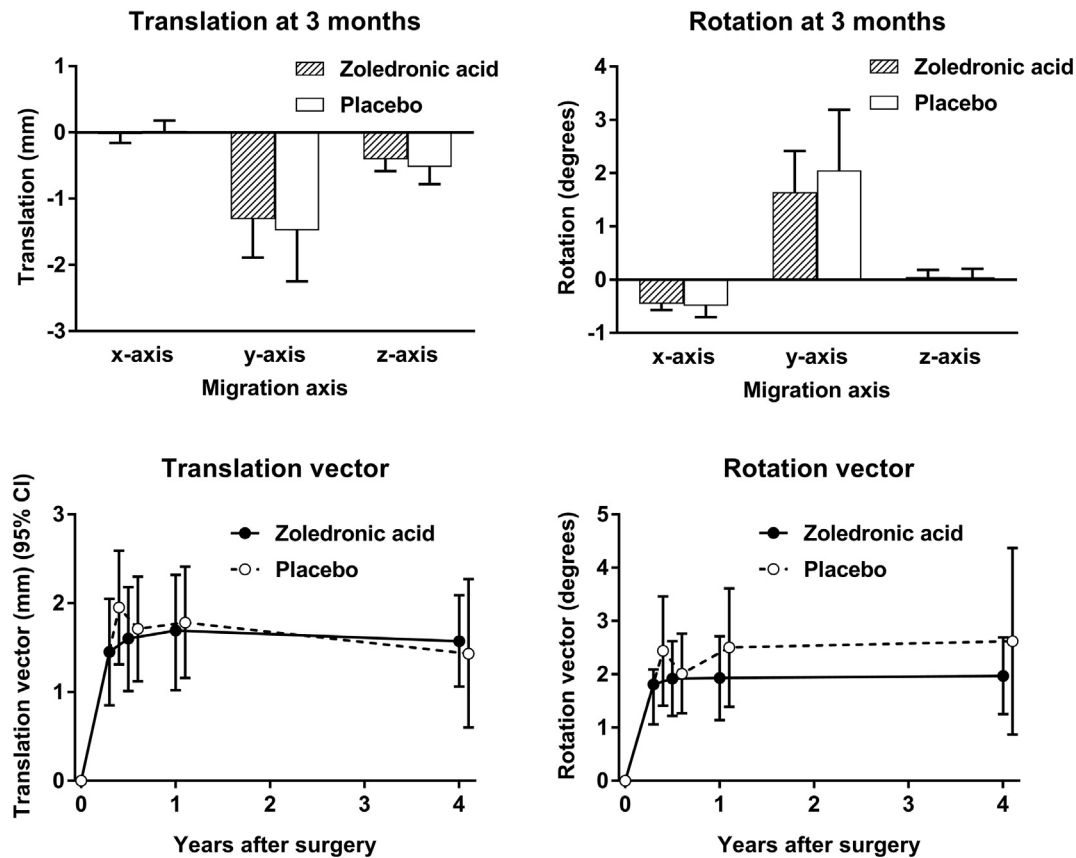 Translation at 3 months
Zoledronic acid
Placebo
Translation (mm)
1
0
-1
-2
-3
x-axis y-axis z-axis
Migration axis
Rotation at 3 months
Zoledronic acid
Placebo
Rotation (degrees)
4
3
2
1
0
-1
x-axis y-axis z-axis
Migration axis
Translation vector
Zoledronic acid
Placebo
Translation vector (mm) (95% CI)
3
2
1
0
0 1 2 3 4
Years after surgery
Rotation vector
Zoledronic acid
Placebo
Rotation vector (degrees)
5
4
3
2
1
0
0 1 2 3 4
Years after surgery